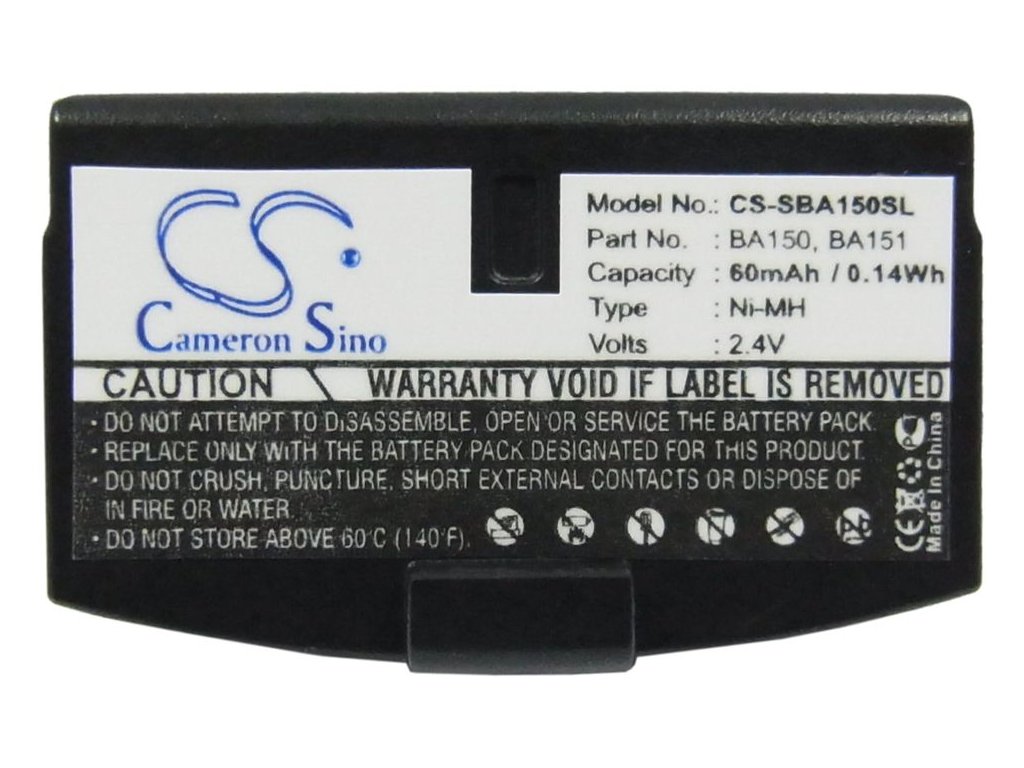 CS
Cameron Sino
Model No.: CS-SBA150SL
Part No. : BA150, BA151
Capacity : 60mAh / 0.14Wh
Type : Ni-MH
Volts : 2.4V
CAUTION WARRANTY VOID IF LABEL IS REMOVED
· DO NOT ATTEMPT TO DISASSEMBLE, OPEN OR SERVICE THE BATTERY PACK.
· REPLACE ONLY WITH THE BATTERY PACK DESIGNATED FOR THIS PRODUCT.
· DO NOT CRUSH, PUNCTURE, SHORT EXTERNAL CONTACTS OR DISPOSE OF
IN FIRE OR WATER
· DO NOT STORE ABOVE 60°C (140°F).
CE
Made In China